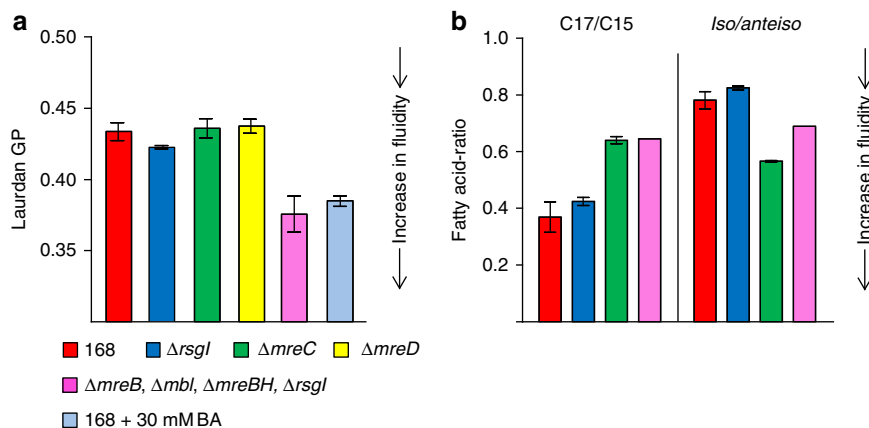 a
0.50
0.45
0.40
0.35
Laurdan GP
Increase in fluidity
168 ΔrsgI ΔmreC ΔmreD
ΔmreB, Δmbl, ΔmreBH, ΔrsgI
168 + 30 mM BA
b
C17/C15 Iso/anteiso
1.0
0.8
0.6
0.4
0.2
Fatty acid-ratio
Increase in fluidity